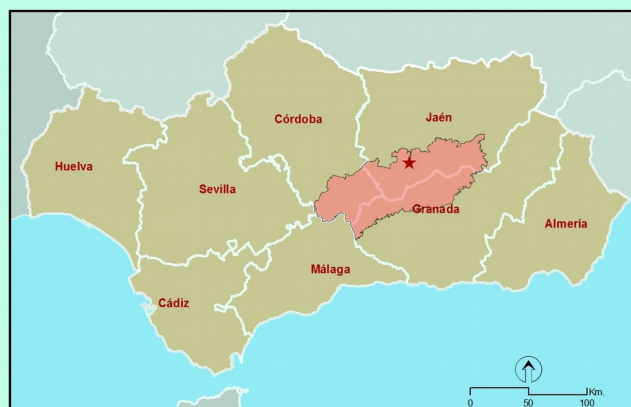 Córdoba
Jaén
Huelva
Sevilla
Granada
Almería
Málaga
Cádiz
Km.
0 50 100